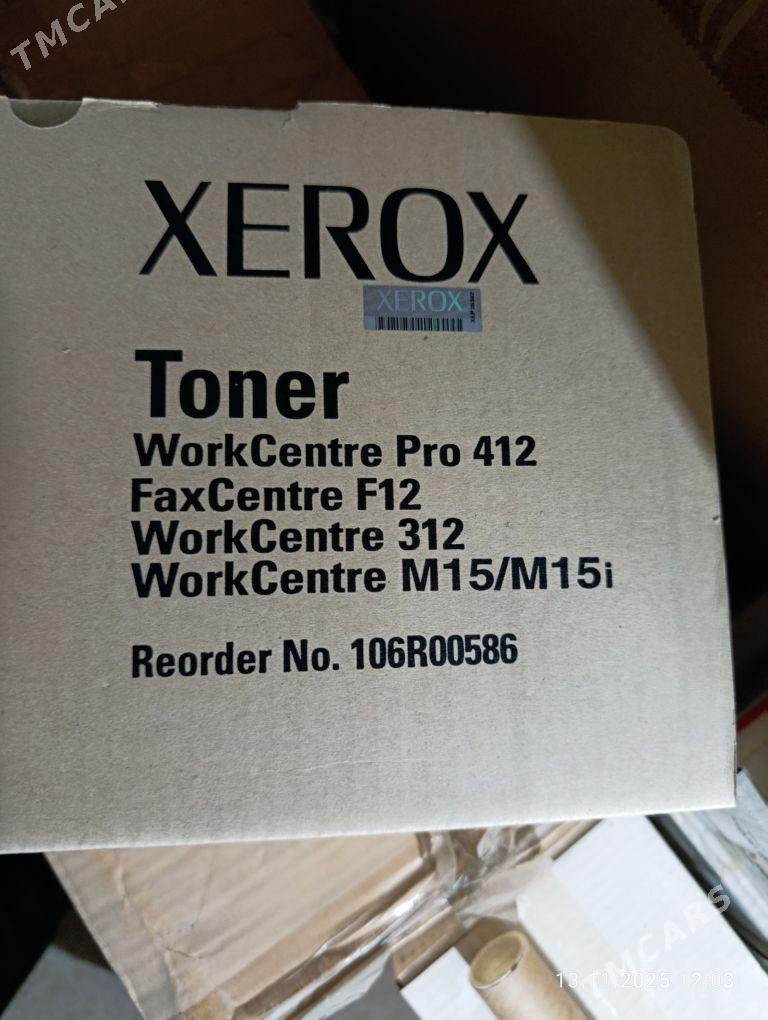 TMCARS
XEROX
XEROX
Toner
WorkCentre Pro 412
FaxCentre F12
WorkCentre 312
WorkCentre M15/M15i
Reorder No. 106R00586
TMCARS
13.11.2025 12:03